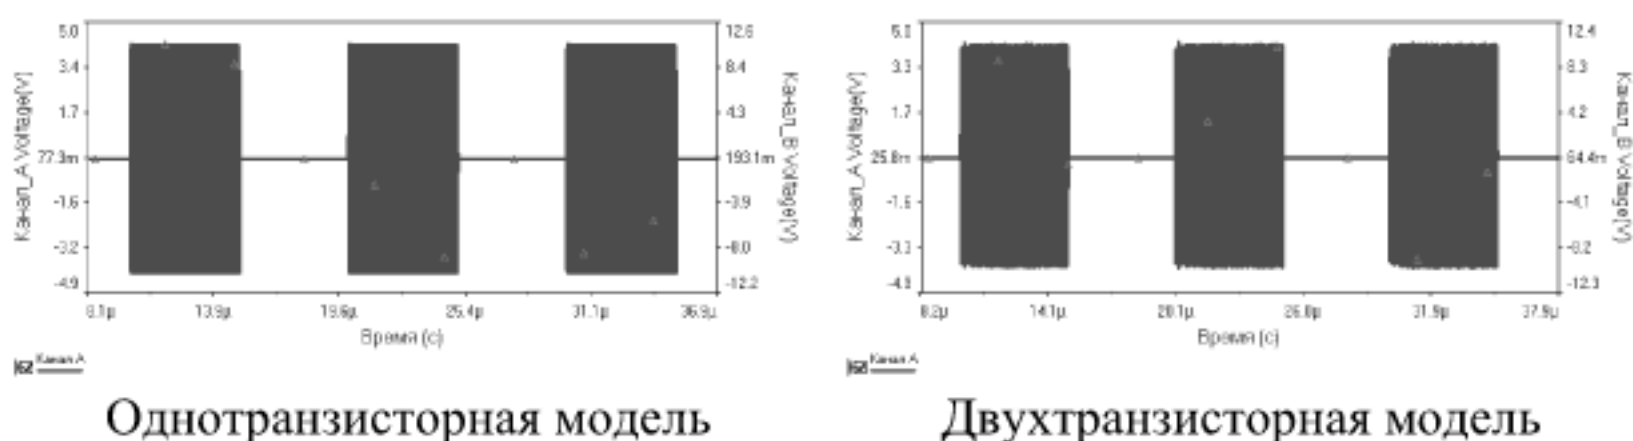 5.0
3.4
1.7
77.3m
-1.6
-3.2
-4.9
Канал_A Voltage(V)
12.6
8.4
4.3
193.1m
-3.9
-8.0
-12.2
Канал_B Voltage(V)
8.1µ 13.9µ 19.6µ 25.4µ 31.1µ 36.9µ
Время (с)
Канал A
Однотранзисторная модель
5.0
3.3
1.7
25.8m
-1.6
-3.3
-4.9
Канал_A Voltage(V)
12.4
8.3
4.2
64.4m
-4.1
-8.2
-12.3
Канал_B Voltage(V)
8.2µ 14.1µ 20.1µ 26.0µ 31.9µ 37.9µ
Время (с)
Канал A
Двухтранзисторная модель